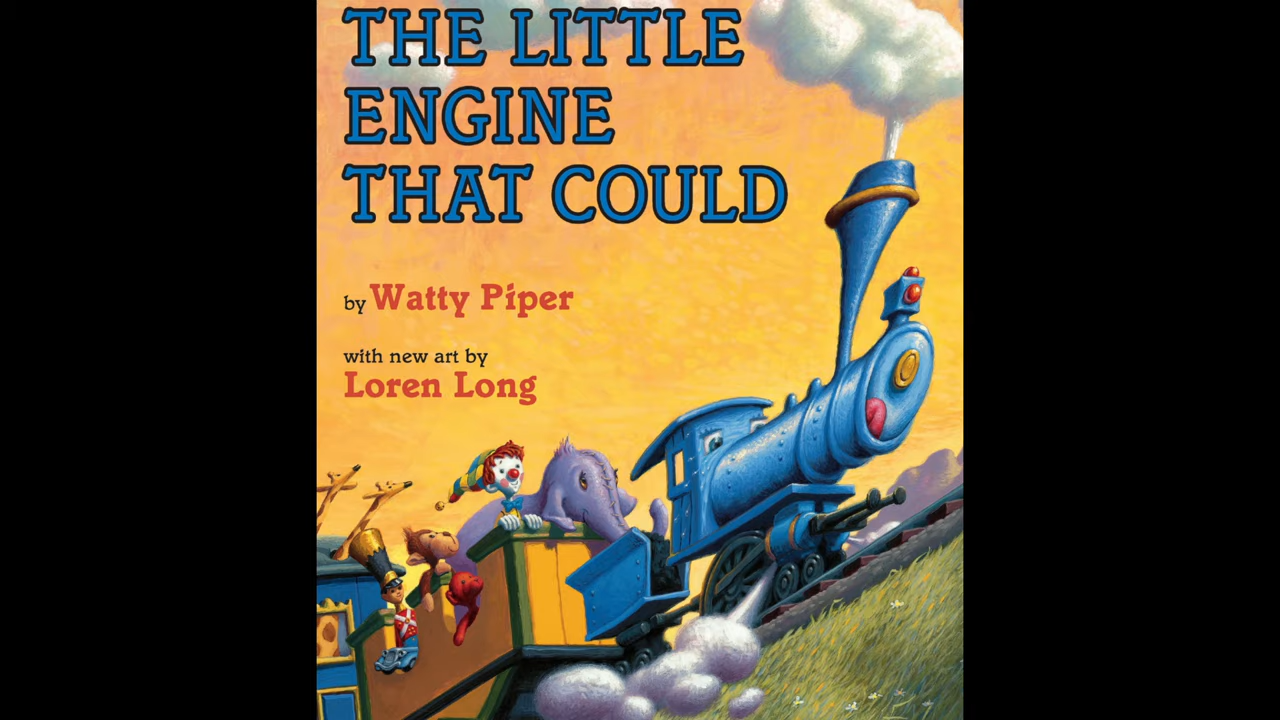 THE LITTLE
ENGINE
THAT COULD
by Watty Piper
with new art by
Loren Long